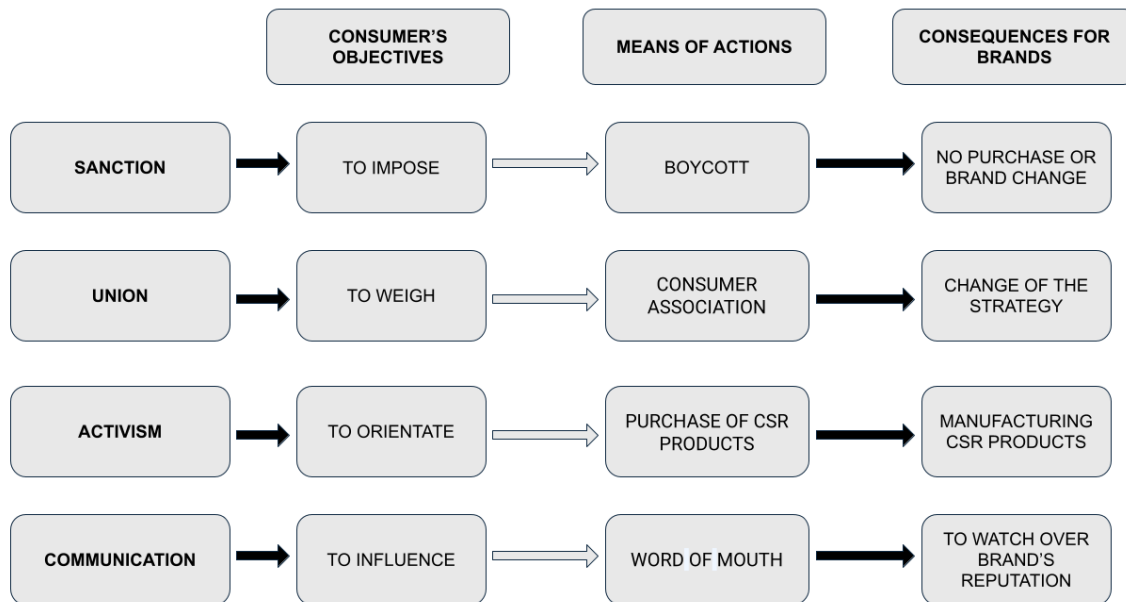 CONSUMER'S
OBJECTIVES
MEANS OF ACTIONS
CONSEQUENCES FOR
BRANDS
SANCTION
TO IMPOSE
BOYCOTT
NO PURCHASE OR
BRAND CHANGE
UNION
TO WEIGH
CONSUMER
ASSOCIATION
CHANGE OF THE
STRATEGY
ACTIVISM
TO ORIENTATE
PURCHASE OF CSR
PRODUCTS
MANUFACTURING
CSR PRODUCTS
COMMUNICATION
TO INFLUENCE
WORD OF MOUTH
TO WATCH OVER
BRAND'S
REPUTATION